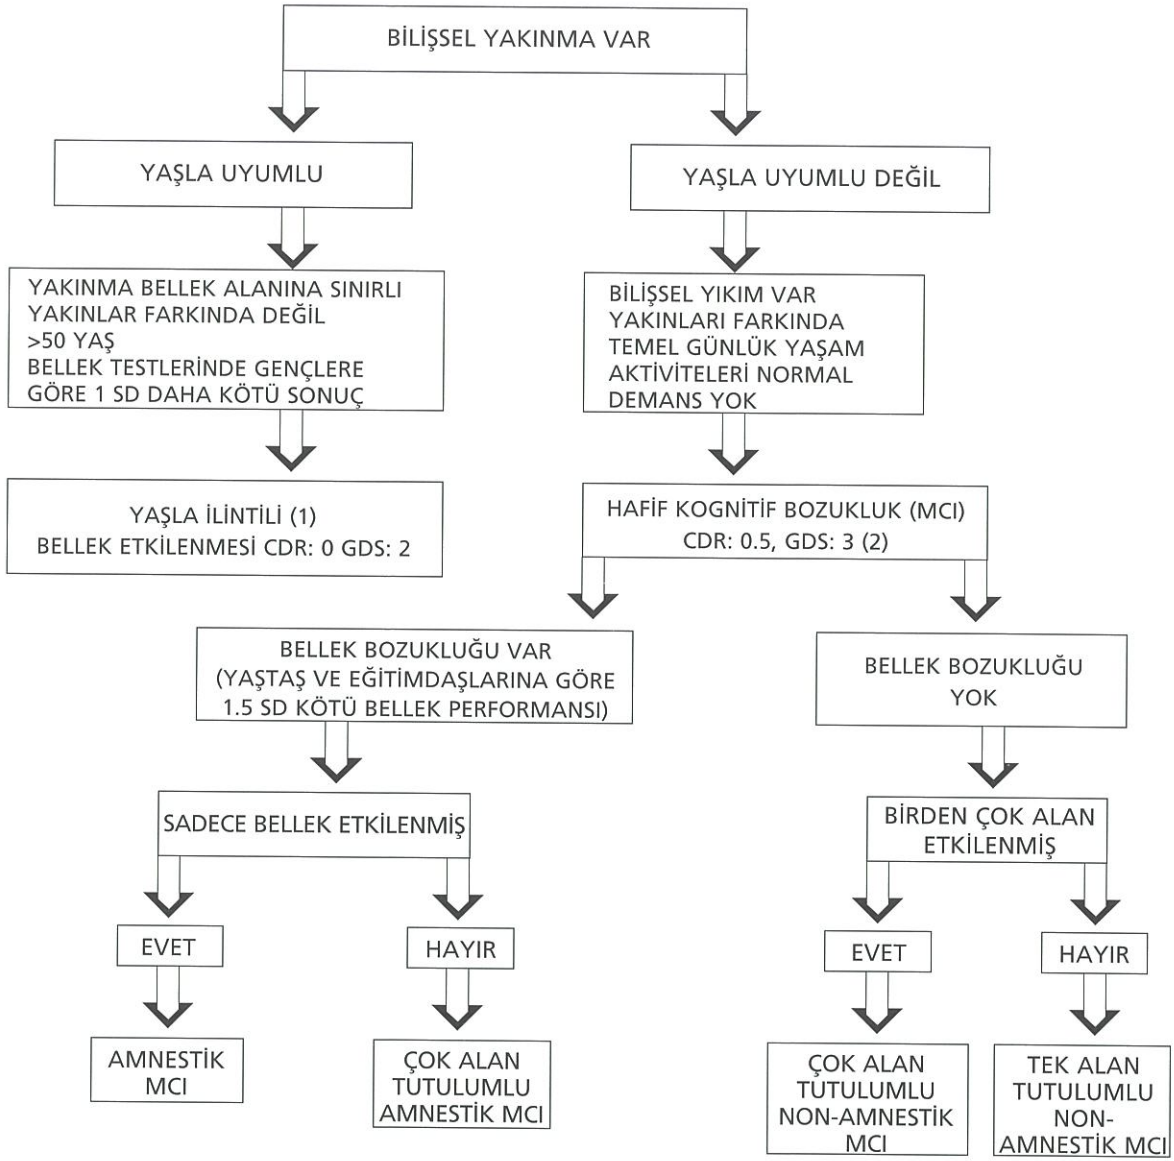 BİLİŞSEL YAKINMA VAR
YAŞLA UYUMLU
YAŞLA UYUMLU DEĞİL
YAKINMA BELLEK ALANINA SINIRLI
YAKINLAR FARKINDA DEĞİL
>50 YAŞ
BELLEK TESTLERİNDE GENÇLERE
GÖRE 1 SD DAHA KÖTÜ SONUÇ
BİLİŞSEL YIKIM VAR
YAKINLARI FARKINDA
TEMEL GÜNLÜK YAŞAM
AKTİVİTELERİ NORMAL
DEMANS YOK
YAŞLA İLİNTİLİ (1)
BELLEK ETKİLENMESİ CDR: 0 GDS: 2
HAFİF KOGNİTİF BOZUKLUK (MCI)
CDR: 0.5, GDS: 3 (2)
BELLEK BOZUKLUĞU VAR
(YAŞTAŞ VE EĞİTİMDAŞLARINA GÖRE
1.5 SD KÖTÜ BELLEK PERFORMANSI)
BELLEK BOZUKLUĞU
YOK
SADECE BELLEK ETKİLENMİŞ
BİRDEN ÇOK ALAN
ETKİLENMİŞ
EVET
HAYIR
EVET
HAYIR
AMNESTİK
MCI
ÇOK ALAN
TUTULUMLU
AMNESTİK MCI
ÇOK ALAN
TUTULUMLU
NON-AMNESTİK
MCI
TEK ALAN
TUTULUMLU
NON-
AMNESTİK MCI